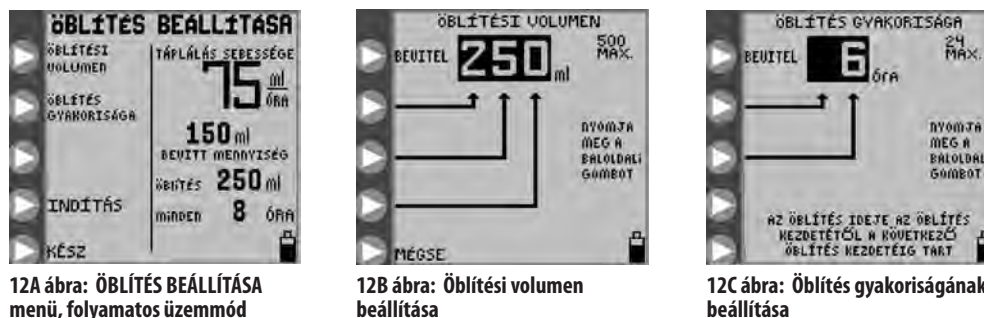 öBLíTÉS BEÁLLíTÁSA
öBLíTÉSI
VOLUMEN
öBLíTÉS
GYAKORISÁGA
INDÍTÁS
KÉSZ
TÁPLÁLÁS SEBESSÉGE
75 ml
ÓRA
150 ml
BEVITT MENNYISÉG
öBLíTÉS 250 ml
MINDEN 8 ÓRA
12A ábra: ÖBLÍTÉS BEÁLLÍTÁSA
menü, folyamatos üzemmód
öBLíTÉSI VOLUMEN
BEVITEL 250 ml
500
MAX.
NYOMJA
MEG A
BALOLDALi
GOMBOT
MÉGSE
12B ábra: Öblítési volumen
beállítása
öBLíTÉS GYAKORISÁGA
BEVITEL 6 ÓRA
24
MAX.
NYOMJA
MEG A
BALOLDALi
GOMBOT
AZ öBLíTÉS IDEJE AZ öBLíTÉS
KEZDETÉTŐL A KöVETKEZŐ
öBLíTÉS KEZDETÉIG TART
12C ábra: Öblítés gyakoriságának
beállítása